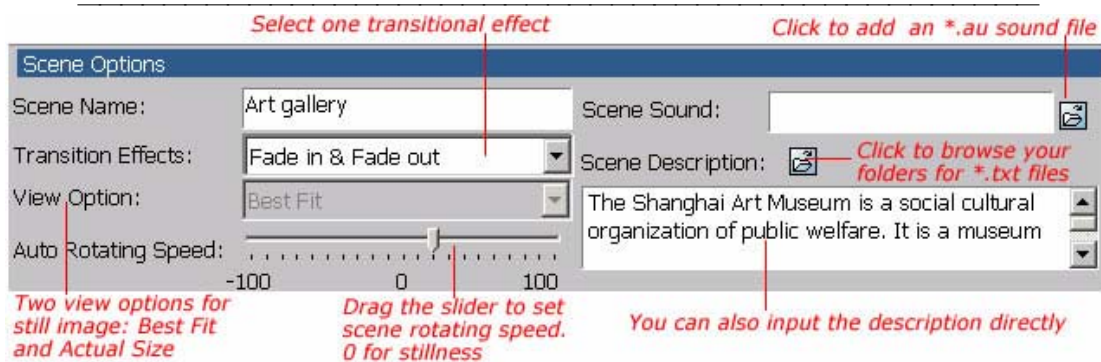 Select one transitional effect
Click to add an *.au sound file
Scene Options
Scene Name:
Art gallery
Scene Sound:
Transition Effects:
Fade in & Fade out
Scene Description:
Click to browse your
folders for *.txt files
View Option:
Best Fit
The Shanghai Art Museum is a social cultural
organization of public welfare. It is a museum
Auto Rotating Speed:
-100 0 100
Two view options for
still image: Best Fit
and Actual Size
Drag the slider to set
scene rotating speed.
0 for stillness
You can also input the description directly